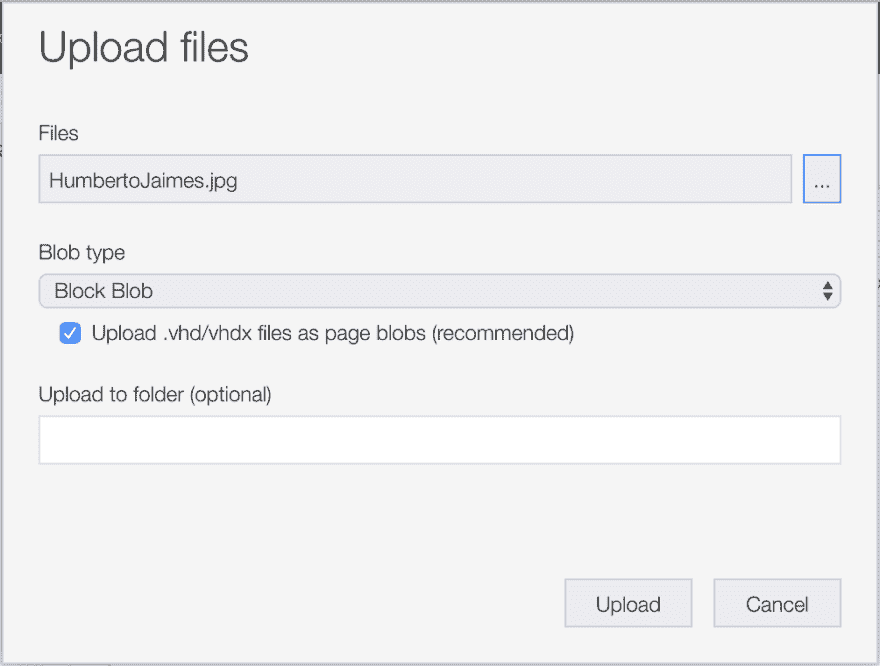 Upload files
Files
HumbertoJaimes.jpg
...
Blob type
Block Blob
Upload .vhd/vhdx files as page blobs (recommended)
Upload to folder (optional)
Upload
Cancel